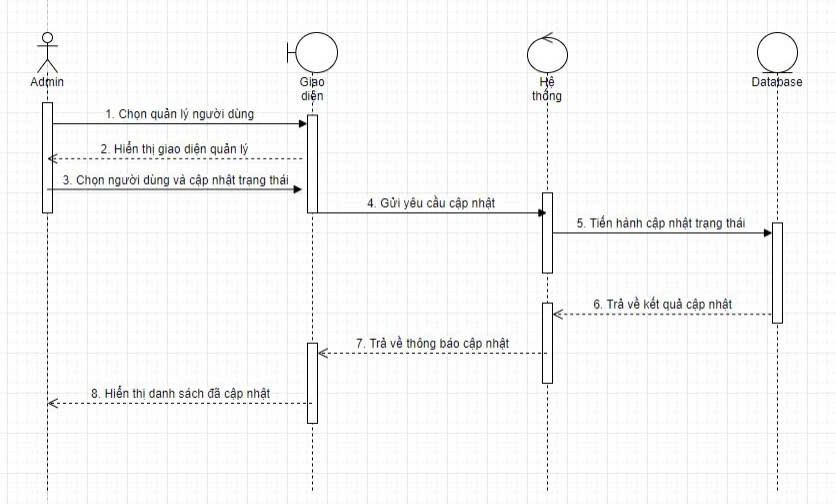 Admin
Giao
diện
Hệ
thống
Database
1. Chọn quản lý người dùng
2. Hiển thị giao diện quản lý
3. Chọn người dùng và cập nhật trạng thái
4. Gửi yêu cầu cập nhật
5. Tiến hành cập nhật trạng thái
6. Trả về kết quả cập nhật
7. Trả về thông báo cập nhật
8. Hiển thị danh sách đã cập nhật